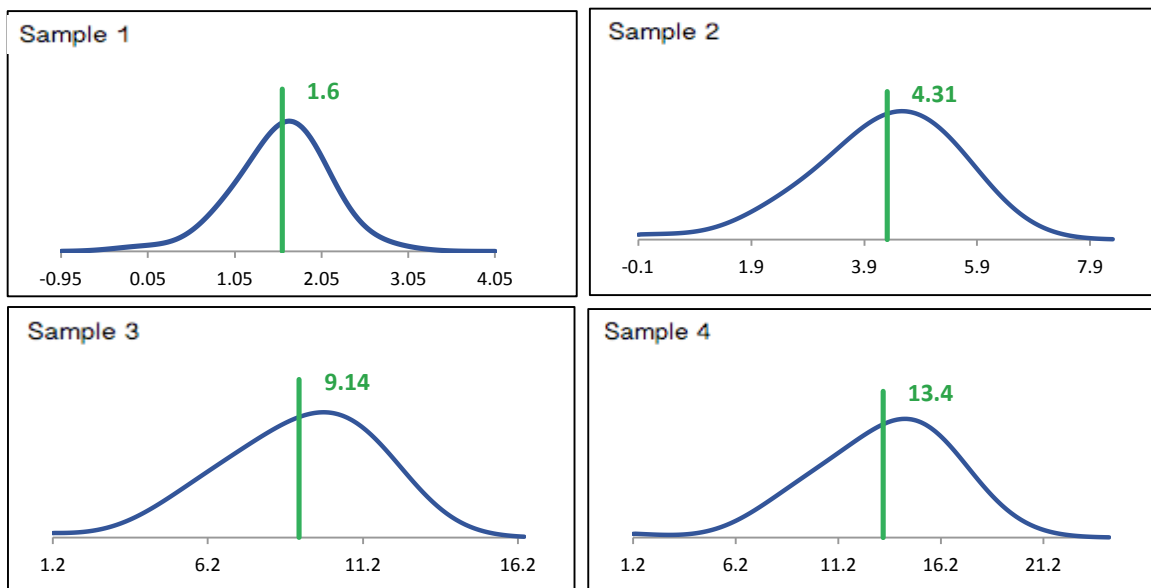 Sample 1
1.6
-0.95 0.05 1.05 2.05 3.05 4.05
Sample 2
4.31
-0.1 1.9 3.9 5.9 7.9
Sample 3
9.14
1.2 6.2 11.2 16.2
Sample 4
13.4
1.2 6.2 11.2 16.2 21.2